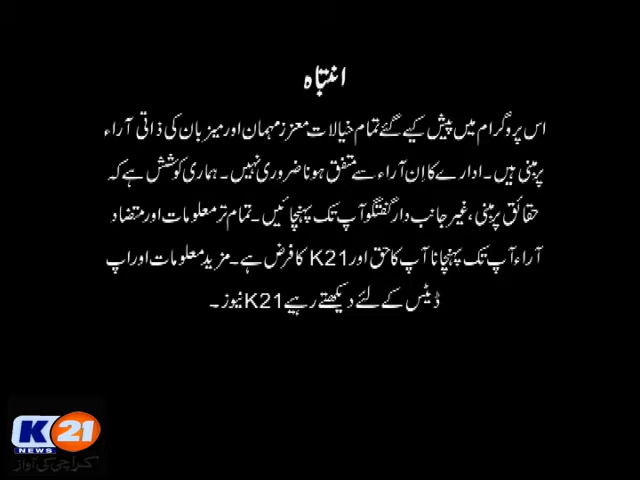 انتباہ
اس پروگرام میں پیش کیے گئے تمام خیالات معزز مہمان اور میزبان کی ذاتی آراء
پر مبنی ہیں۔ ادارے کا اِن آراء سے متفق ہونا ضروری نہیں۔ ہماری کوشش ہے کہ
حقائق پر مبنی، غیر جانب دار گفتگو آپ تک پہنچائیں۔ تمام تر معلومات اور متضاد
آراء آپ تک پہنچانا آپ کا حق اور K21 کا فرض ہے۔ مزید معلومات اور اپ
ڈیٹس کے لئے دیکھتے رہیے K21 نیوز۔
K21
NEWS
کراچی کی آواز